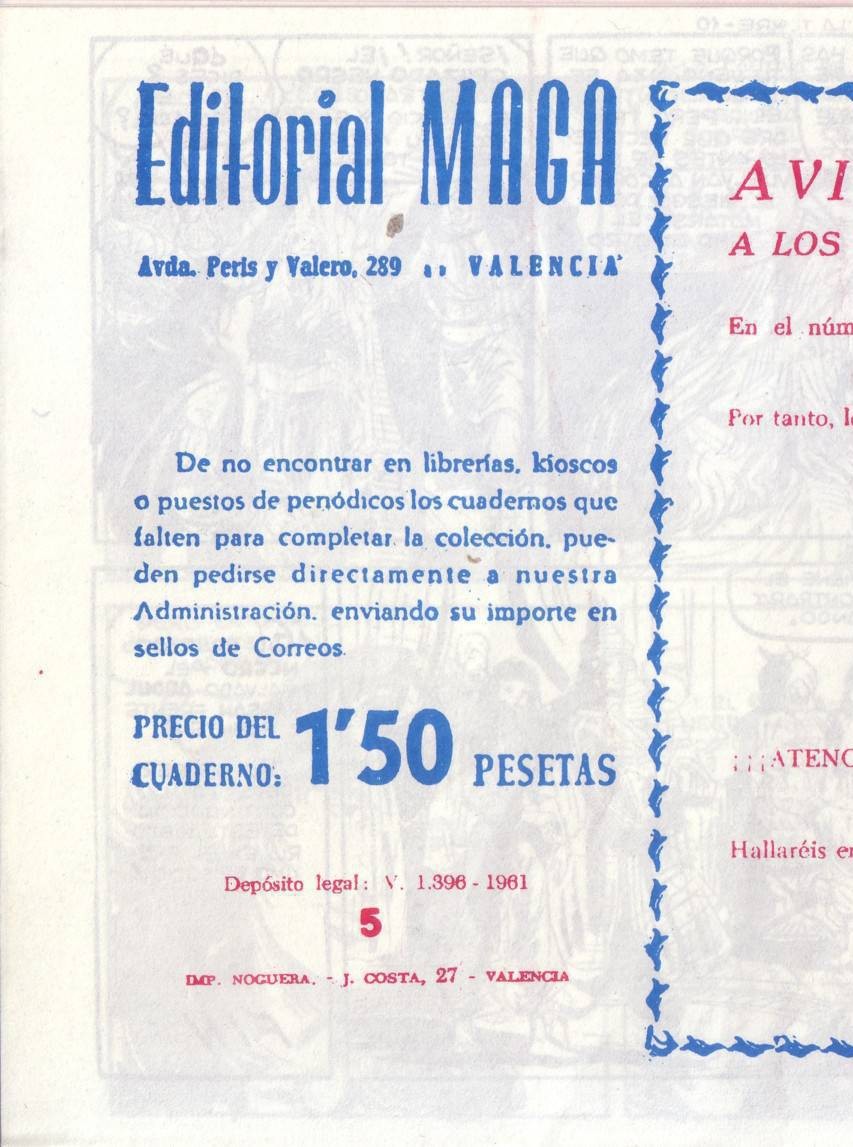 Editorial MAGA
Avda. Peris y Valero, 289 .. VALENCIA
De no encontrar en librerías, kioscos
o puestos de periódicos los cuadernos que
falten para completar la colección, pue-
den pedirse directamente a nuestra
Administración, enviando su importe en
sellos de Correos.
PRECIO DEL
CUADERNO: 1'50 PESETAS
Depósito legal: V. 1.396 - 1961
5
IMP. NOGUERA. - J. COSTA, 27 - VALENCIA
AVI
A LOS
En el núm
Por tanto, l
¡¡¡ATENC
Hallaréis e